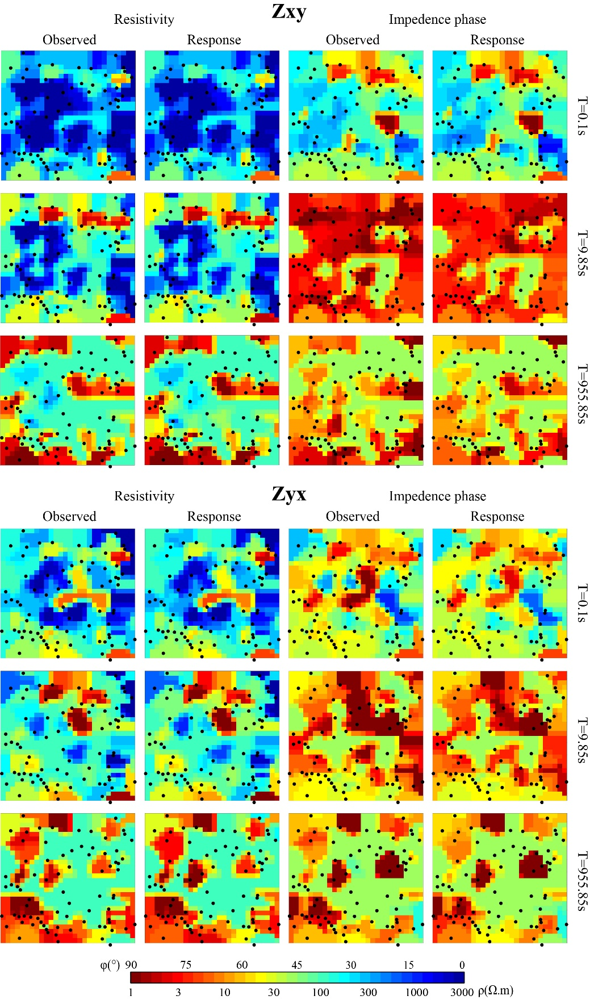 Zxy
Resistivity
Impedence phase
Observed
Response
Observed
Response
T=0.1s
T=9.85s
T=955.85s
Zyx
Resistivity
Impedence phase
Observed
Response
Observed
Response
T=0.1s
T=9.85s
T=955.85s
φ(°) 90 75 60 45 30 15 0
1 3 10 30 100 300 1000 3000 ρ(Ω.m)